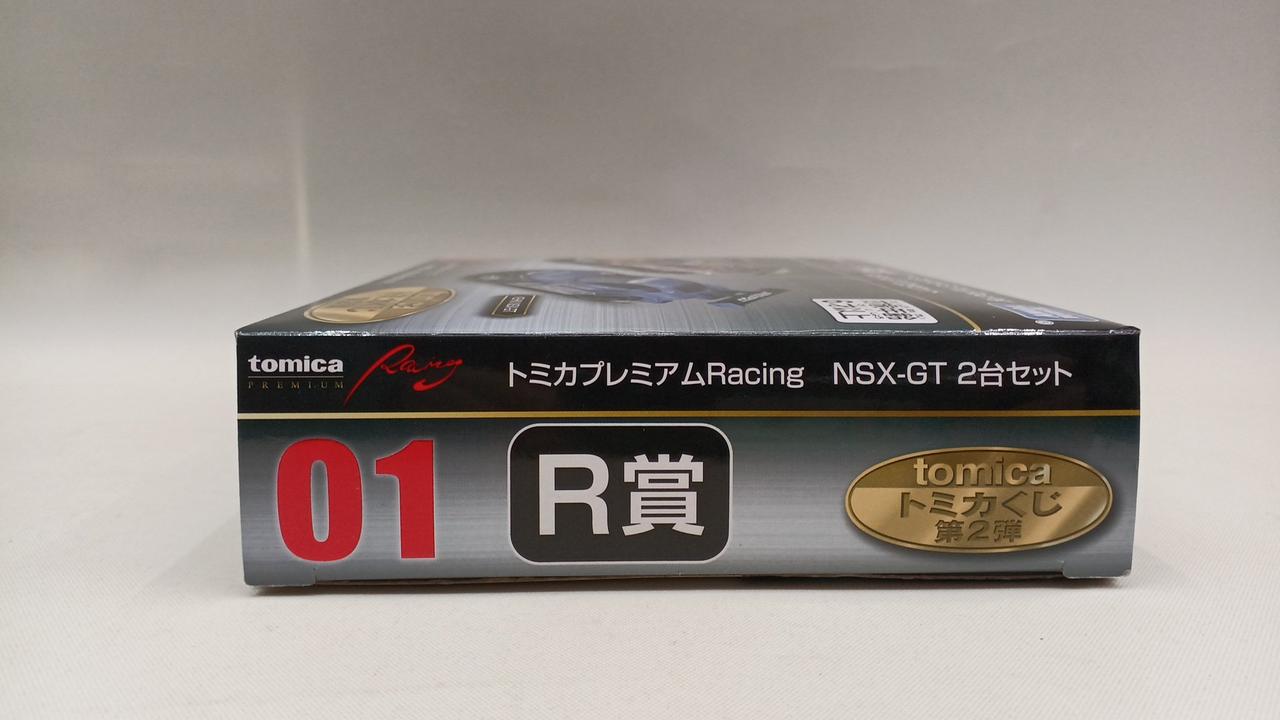 tomica
PREMIUM
Racing
トミカプレミアムRacing NSX-GT 2台セット
01
R賞
tomica
トミカくじ
第2弾